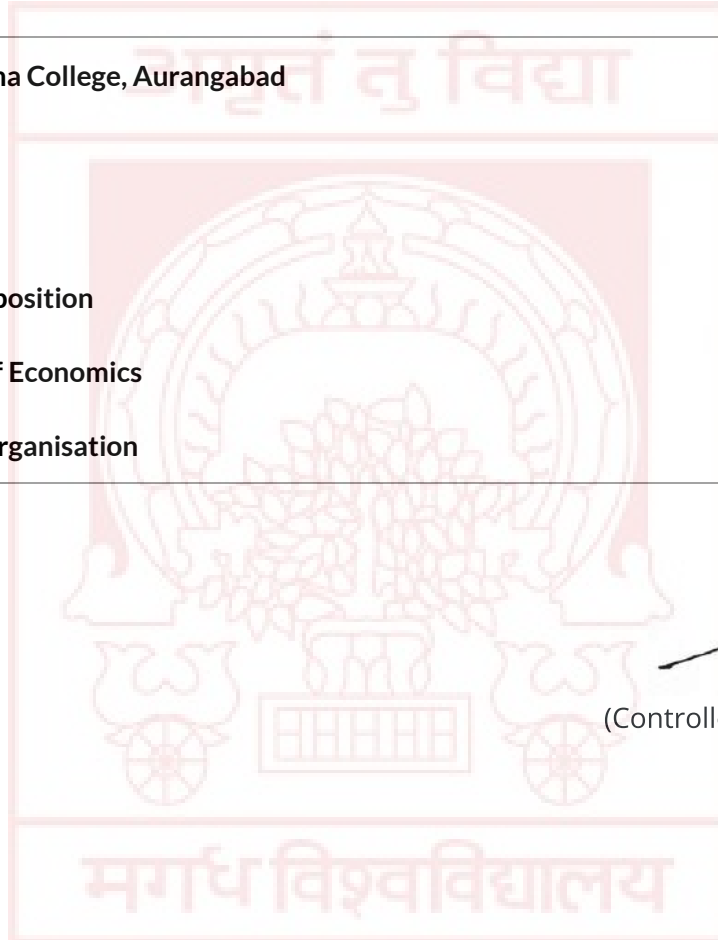 अमृतं तु विद्या
na College, Aurangabad
position
f Economics
rganisation
(Controll
मगध विश्वविद्यालय